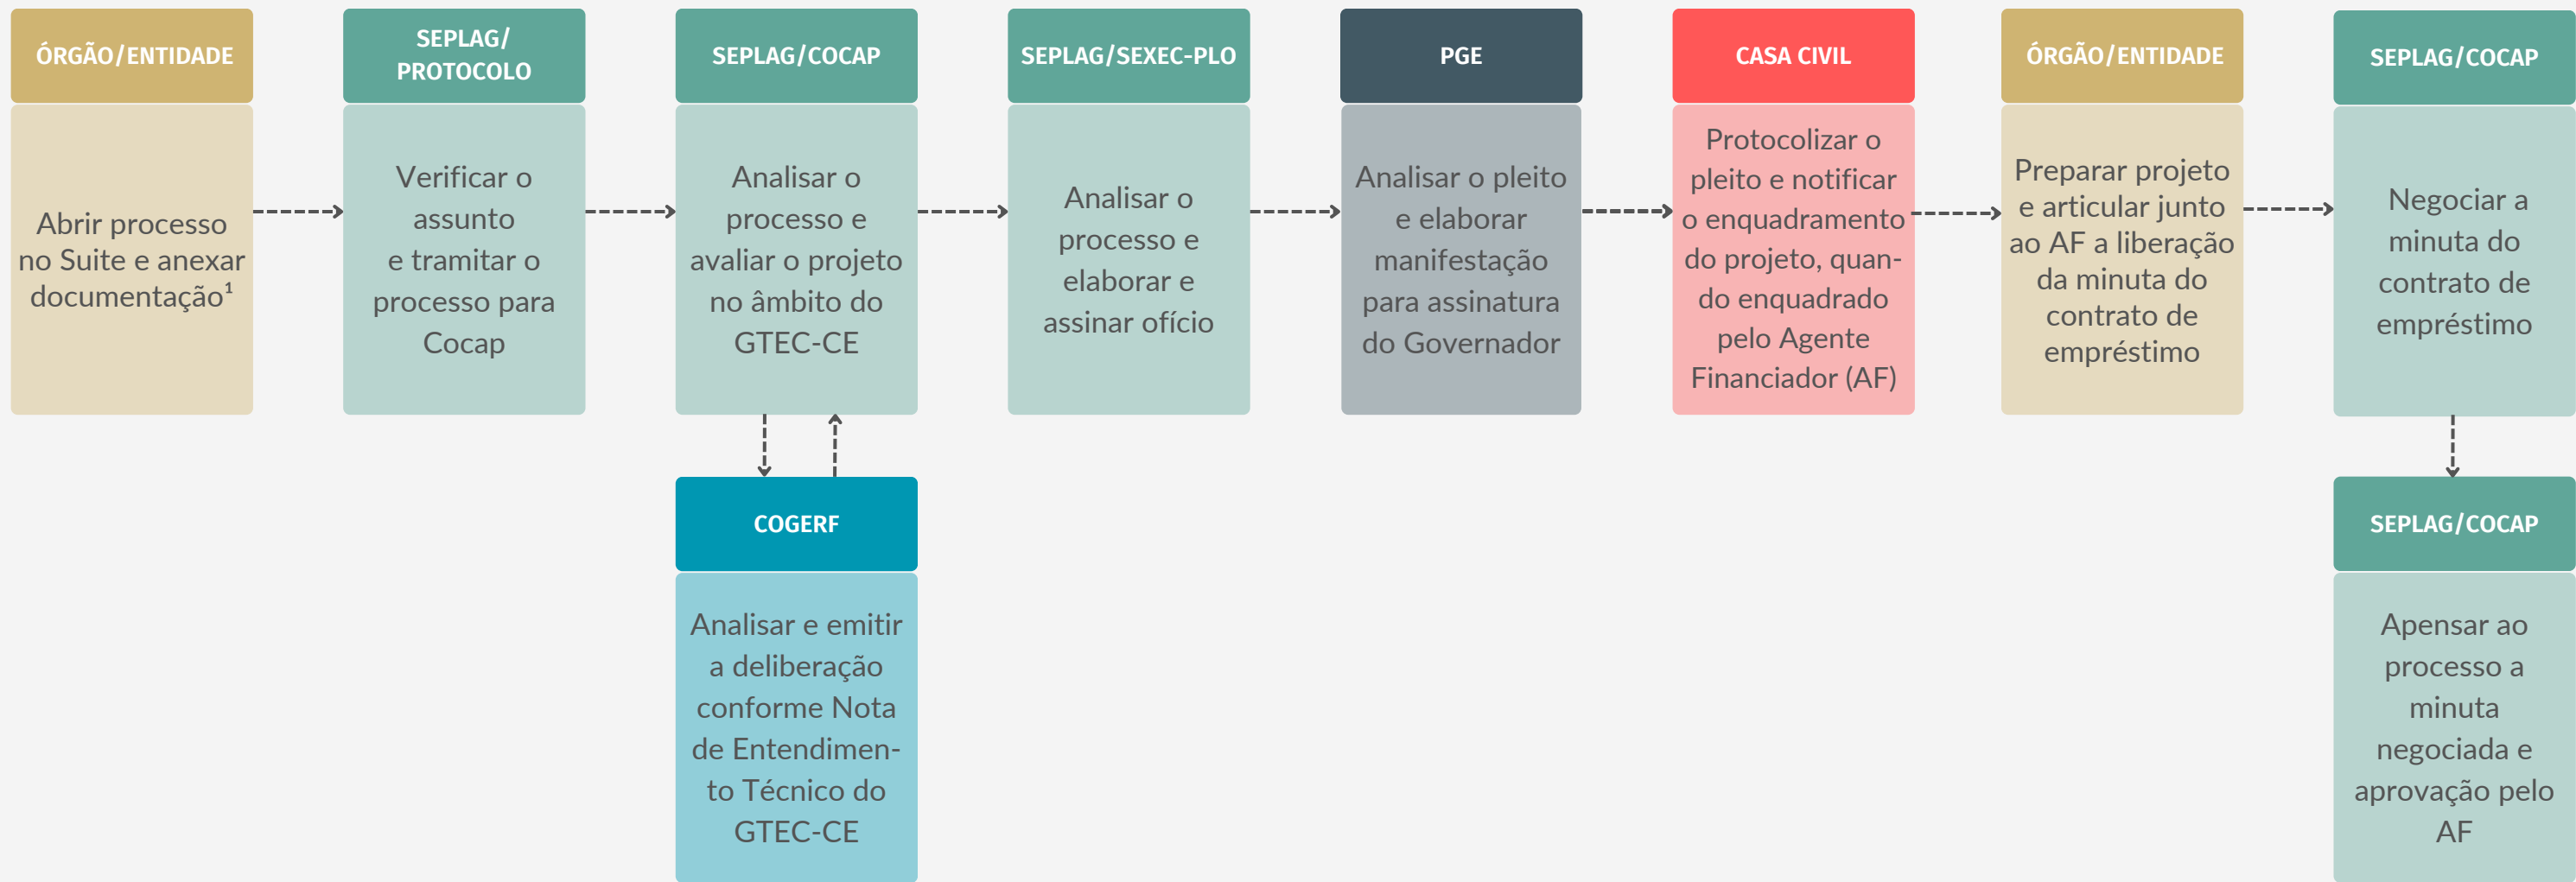 ÓRGÃO/ENTIDADE
Abrir processo
no Suite e anexar
documentação¹
SEPLAG/
PROTOCOLO
Verificar o
assunto
e tramitar o
processo para
Cocap
SEPLAG/COCAP
Analisar o
processo e
avaliar o projeto
no âmbito do
GTEC-CE
SEPLAG/SEXEC-PLO
Analisar o
processo e
elaborar e
assinar ofício
PGE
Analisar o pleito
e elaborar
manifestação
para assinatura
do Governador
CASA CIVIL
Protocolizar o
pleito e notificar
o enquadramento
do projeto, quan-
do enquadrado
pelo Agente
Financiador (AF)
ÓRGÃO/ENTIDADE
Preparar projeto
e articular junto
ao AF a liberação
da minuta do
contrato de
empréstimo
SEPLAG/COCAP
Negociar a
minuta do
contrato de
empréstimo
COGERF
Analisar e emitir
a deliberação
conforme Nota
de Entendimen-
to Técnico do
GTEC-CE
SEPLAG/COCAP
Apensar ao
processo a
minuta
negociada e
aprovação pelo
AF